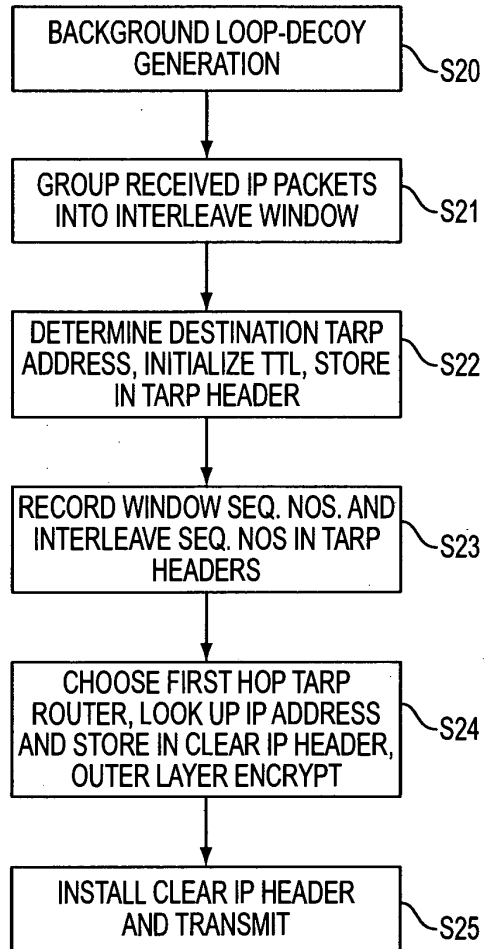 BACKGROUND LOOP-DECOY
GENERATION
S20
GROUP RECEIVED IP PACKETS
INTO INTERLEAVE WINDOW
S21
DETERMINE DESTINATION TARP
ADDRESS, INITIALIZE TTL, STORE
IN TARP HEADER
S22
RECORD WINDOW SEQ. NOS. AND
INTERLEAVE SEQ. NOS IN TARP
HEADERS
S23
CHOOSE FIRST HOP TARP
ROUTER, LOOK UP IP ADDRESS
AND STORE IN CLEAR IP HEADER,
OUTER LAYER ENCRYPT
S24
INSTALL CLEAR IP HEADER
AND TRANSMIT
S25